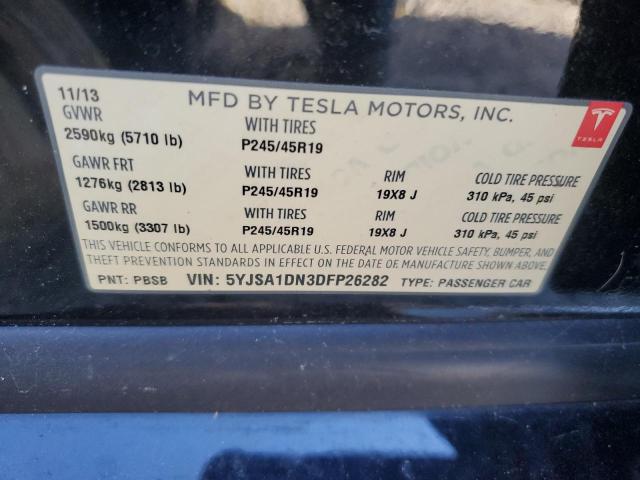 11/13 MFD BY TESLA MOTORS, INC.
GVWR WITH TIRES
2590kg (5710 lb) P245/45R19
TESLA
GAWR FRT WITH TIRES RIM COLD TIRE PRESSURE
1276kg (2813 lb) P245/45R19 19X8 J 310 kPa, 45 psi
GAWR RR WITH TIRES RIM COLD TIRE PRESSURE
1500kg (3307 lb) P245/45R19 19X8 J 310 kPa, 45 psi
THIS VEHICLE CONFORMS TO ALL APPLICABLE U.S. FEDERAL MOTOR VEHICLE SAFETY, BUMPER, AND
THEFT PREVENTION STANDARDS IN EFFECT ON THE DATE OF MANUFACTURE SHOWN ABOVE.
PNT: PBSB VIN: 5YJSA1DN3DFP26282 TYPE: PASSENGER CAR